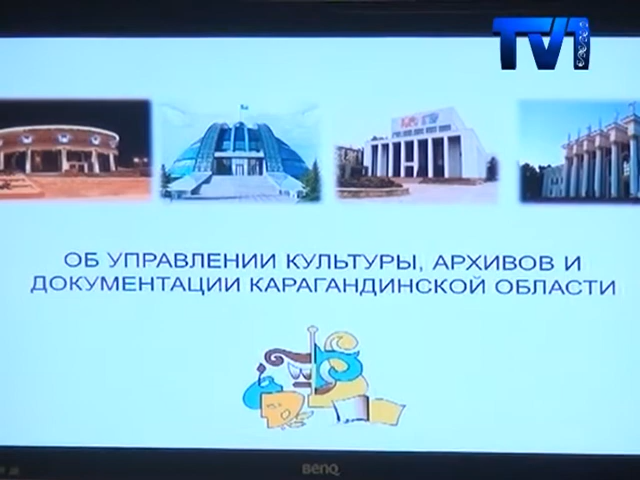 TV1
ОБ УПРАВЛЕНИИ КУЛЬТУРЫ, АРХИВОВ И
ДОКУМЕНТАЦИИ КАРАГАНДИНСКОЙ ОБЛАСТИ
BENQ